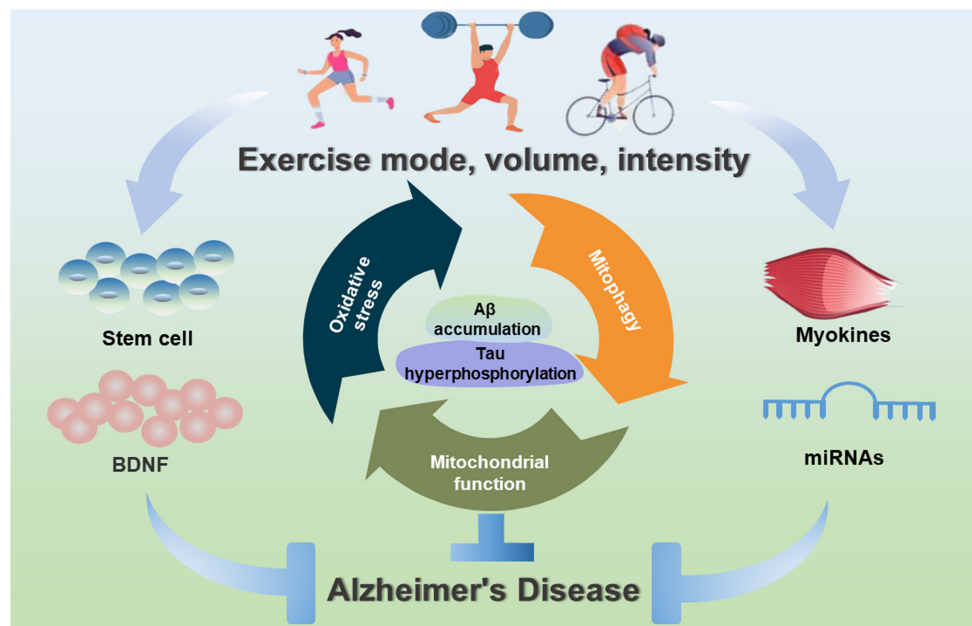 Exercise mode, volume, intensity
Oxidative
stress
Mitophagy
Aβ
accumulation
Tau
hyperphosphorylation
Mitochondrial
function
Stem cell
BDNF
Myokines
miRNAs
Alzheimer's Disease